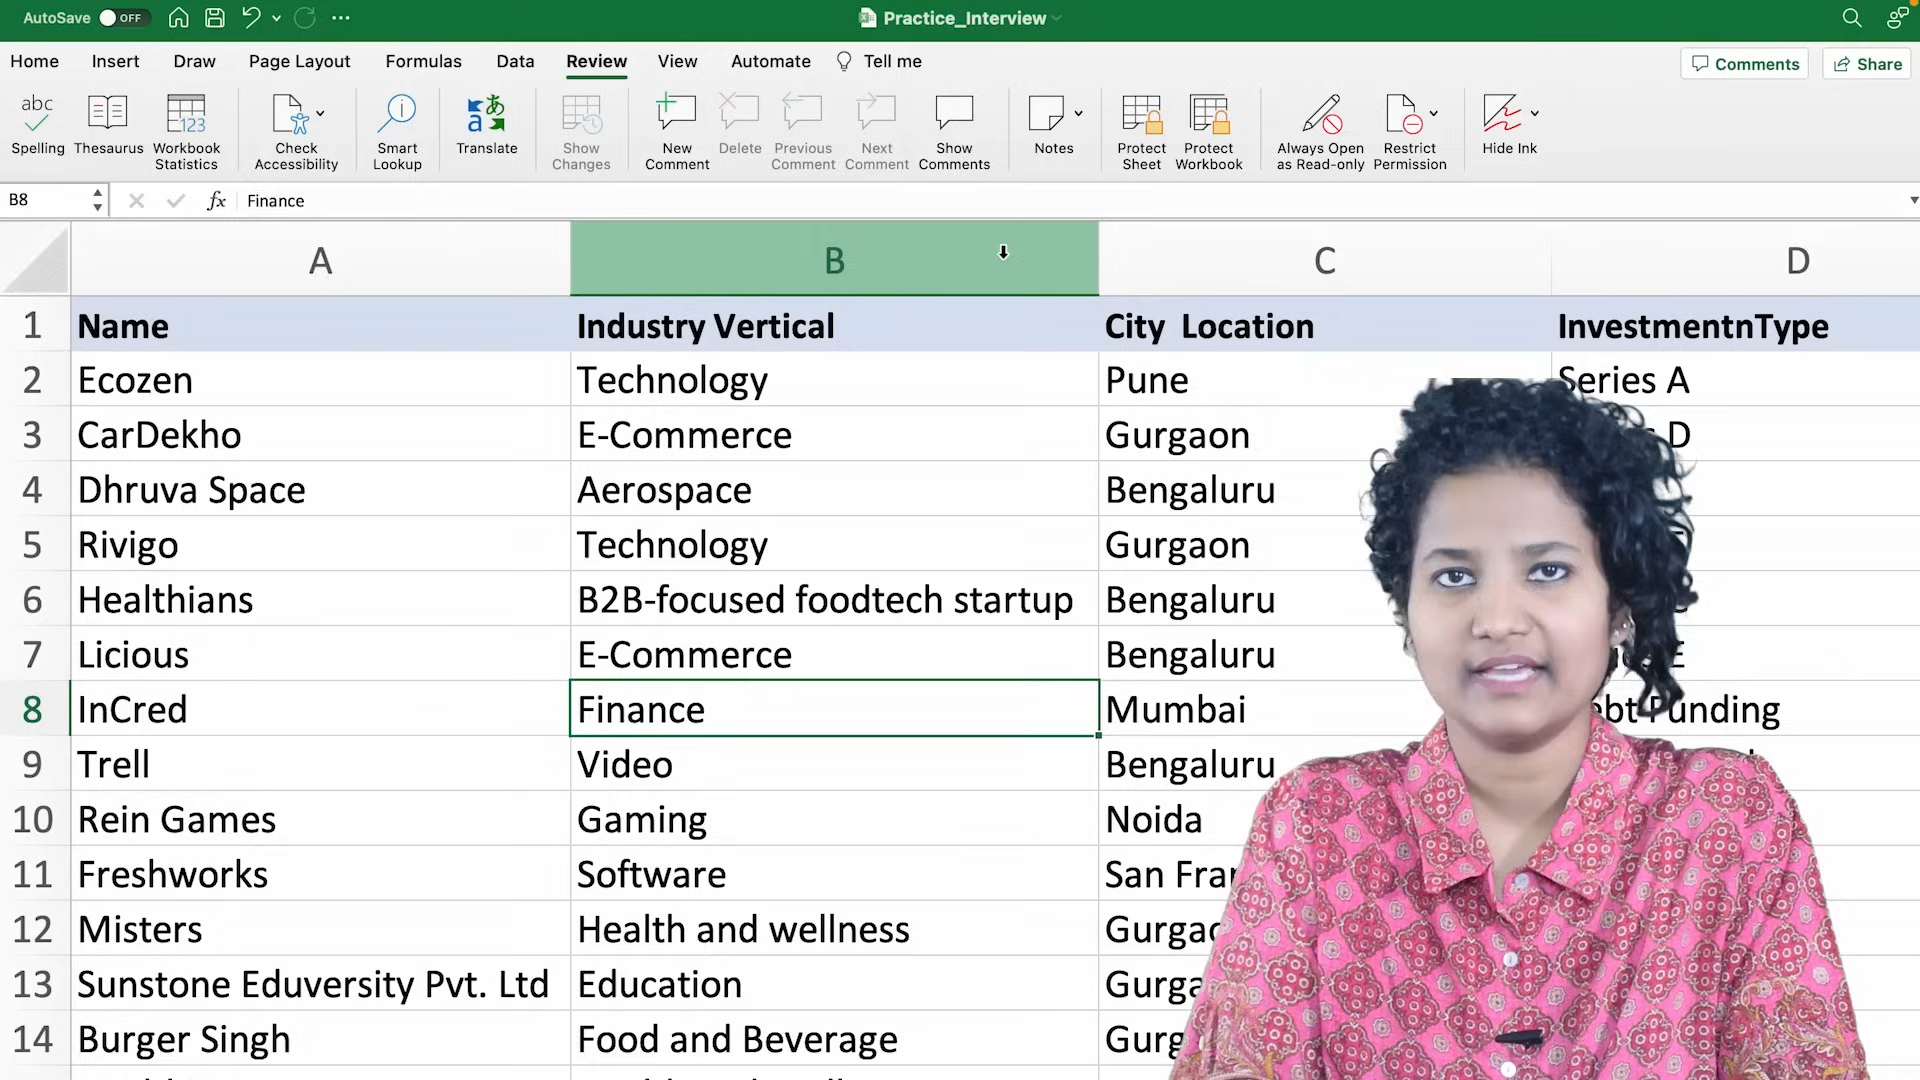 AutoSave OFF Practice_Interview
Home Insert Draw Page Layout Formulas Data Review View Automate Tell me Comments Share
abc
Spelling Thesaurus Workbook Statistics Check Accessibility Smart Lookup Translate Show Changes New Comment Delete Previous Comment Next Comment Show Comments Notes Protect Sheet Protect Workbook Always Open as Read-only Restrict Permission Hide Ink
B8 fx Finance
A B C D
1 Name Industry Vertical City Location InvestmentnType
2 Ecozen Technology Pune Series A
3 CarDekho E-Commerce Gurgaon D
4 Dhruva Space Aerospace Bengaluru
5 Rivigo Technology Gurgaon
6 Healthians B2B-focused foodtech startup Bengaluru
7 Licious E-Commerce Bengaluru E
8 InCred Finance Mumbai Funding
9 Trell Video Bengaluru
10 Rein Games Gaming Noida
11 Freshworks Software San
12 Misters Health and wellness
13 Sunstone Eduversity Pvt. Ltd Education
14 Burger Singh Food and Beverage